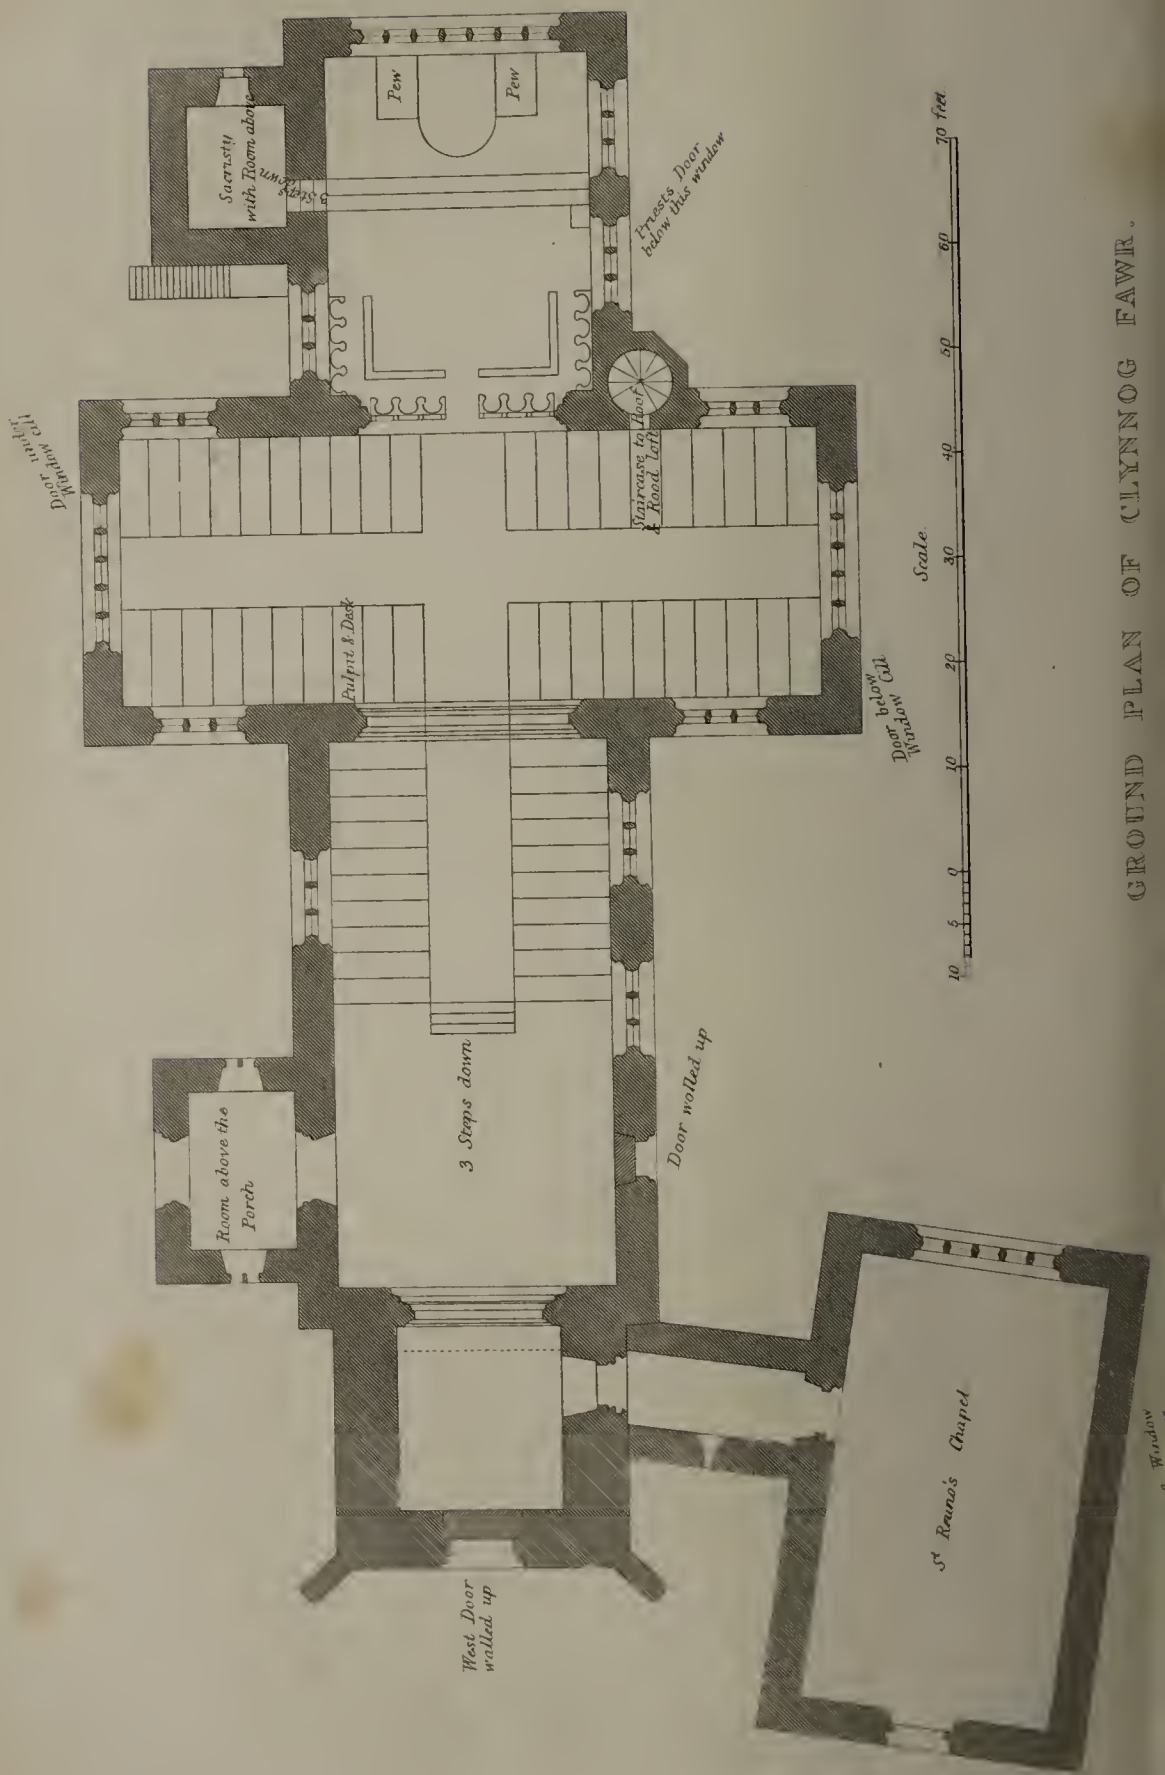 Pew
Pew
Sacristy
with Room above
3 Steps
down
Priests Door
below this window
Door under
Window Cill
Staircase to Roof
& Rood loft
Pulpit & Desk
Door below
Window Cill
Room above the
Porch
3 Steps down
Door walled up
West Door
walled up
St Beuno's Chapel
Window
Scale
10 5 0 10 20 30 40 50 60 70 feet.
GROUND PLAN OF CLYNNOG FAWR.